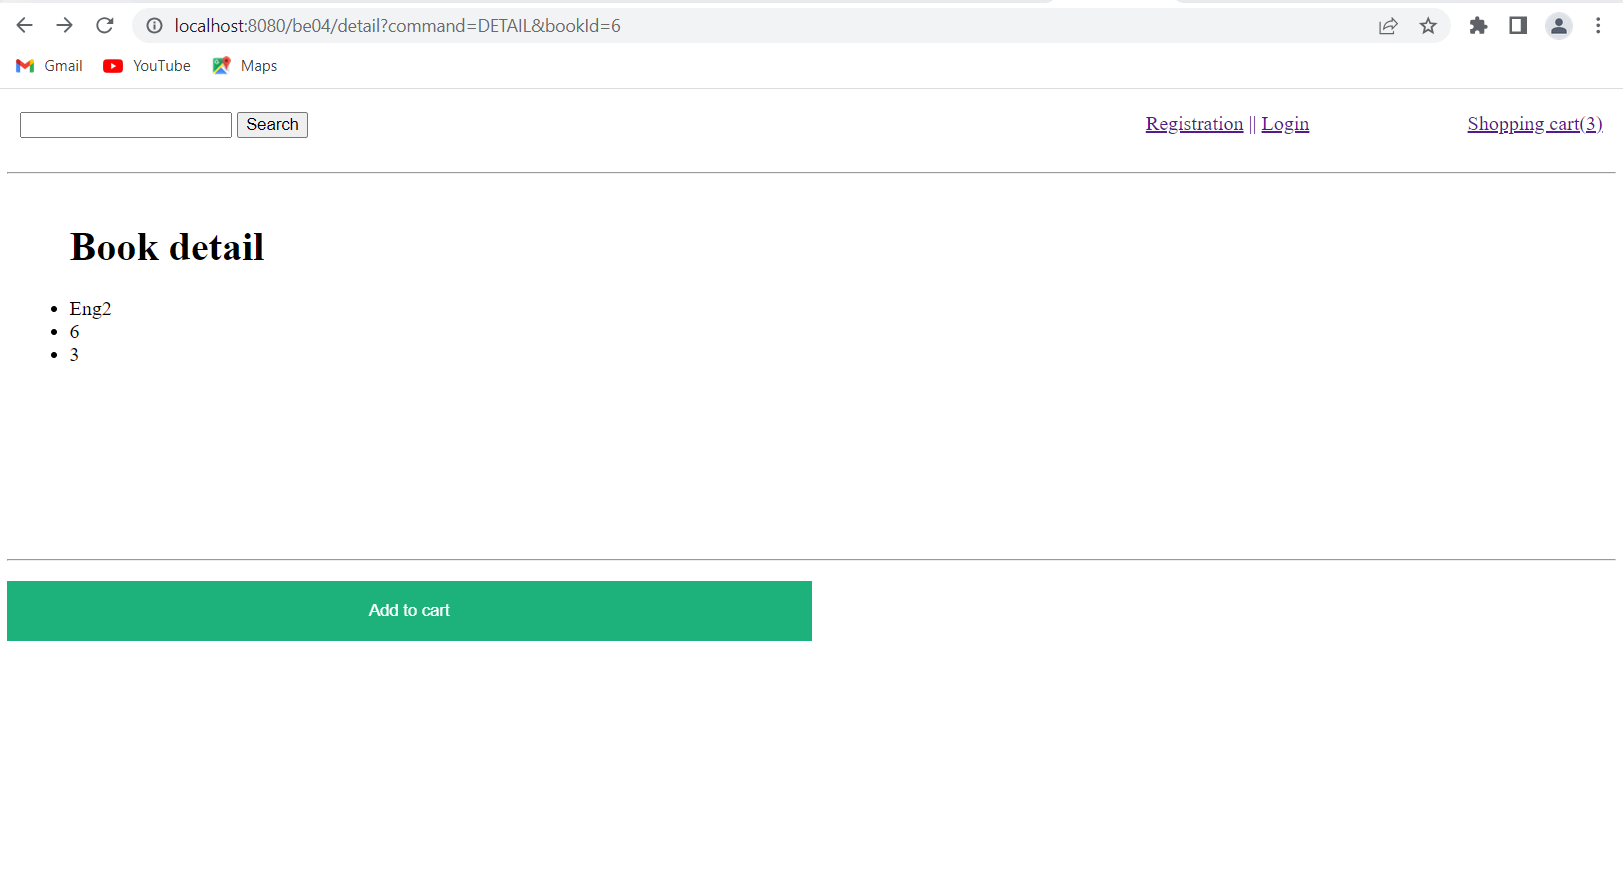 localhost:8080/be04/detail?command=DETAIL&bookId=6
Gmail YouTube Maps
Search Registration || Login Shopping cart(3)
Book detail
Eng2
6
3
Add to cart